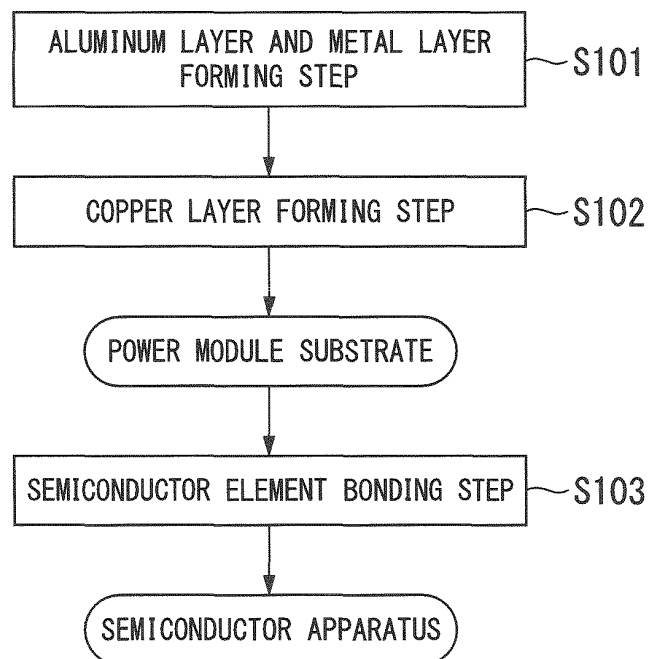 ALUMINUM LAYER AND METAL LAYER
FORMING STEP
S101
COPPER LAYER FORMING STEP
S102
POWER MODULE SUBSTRATE
SEMICONDUCTOR ELEMENT BONDING STEP
S103
SEMICONDUCTOR APPARATUS